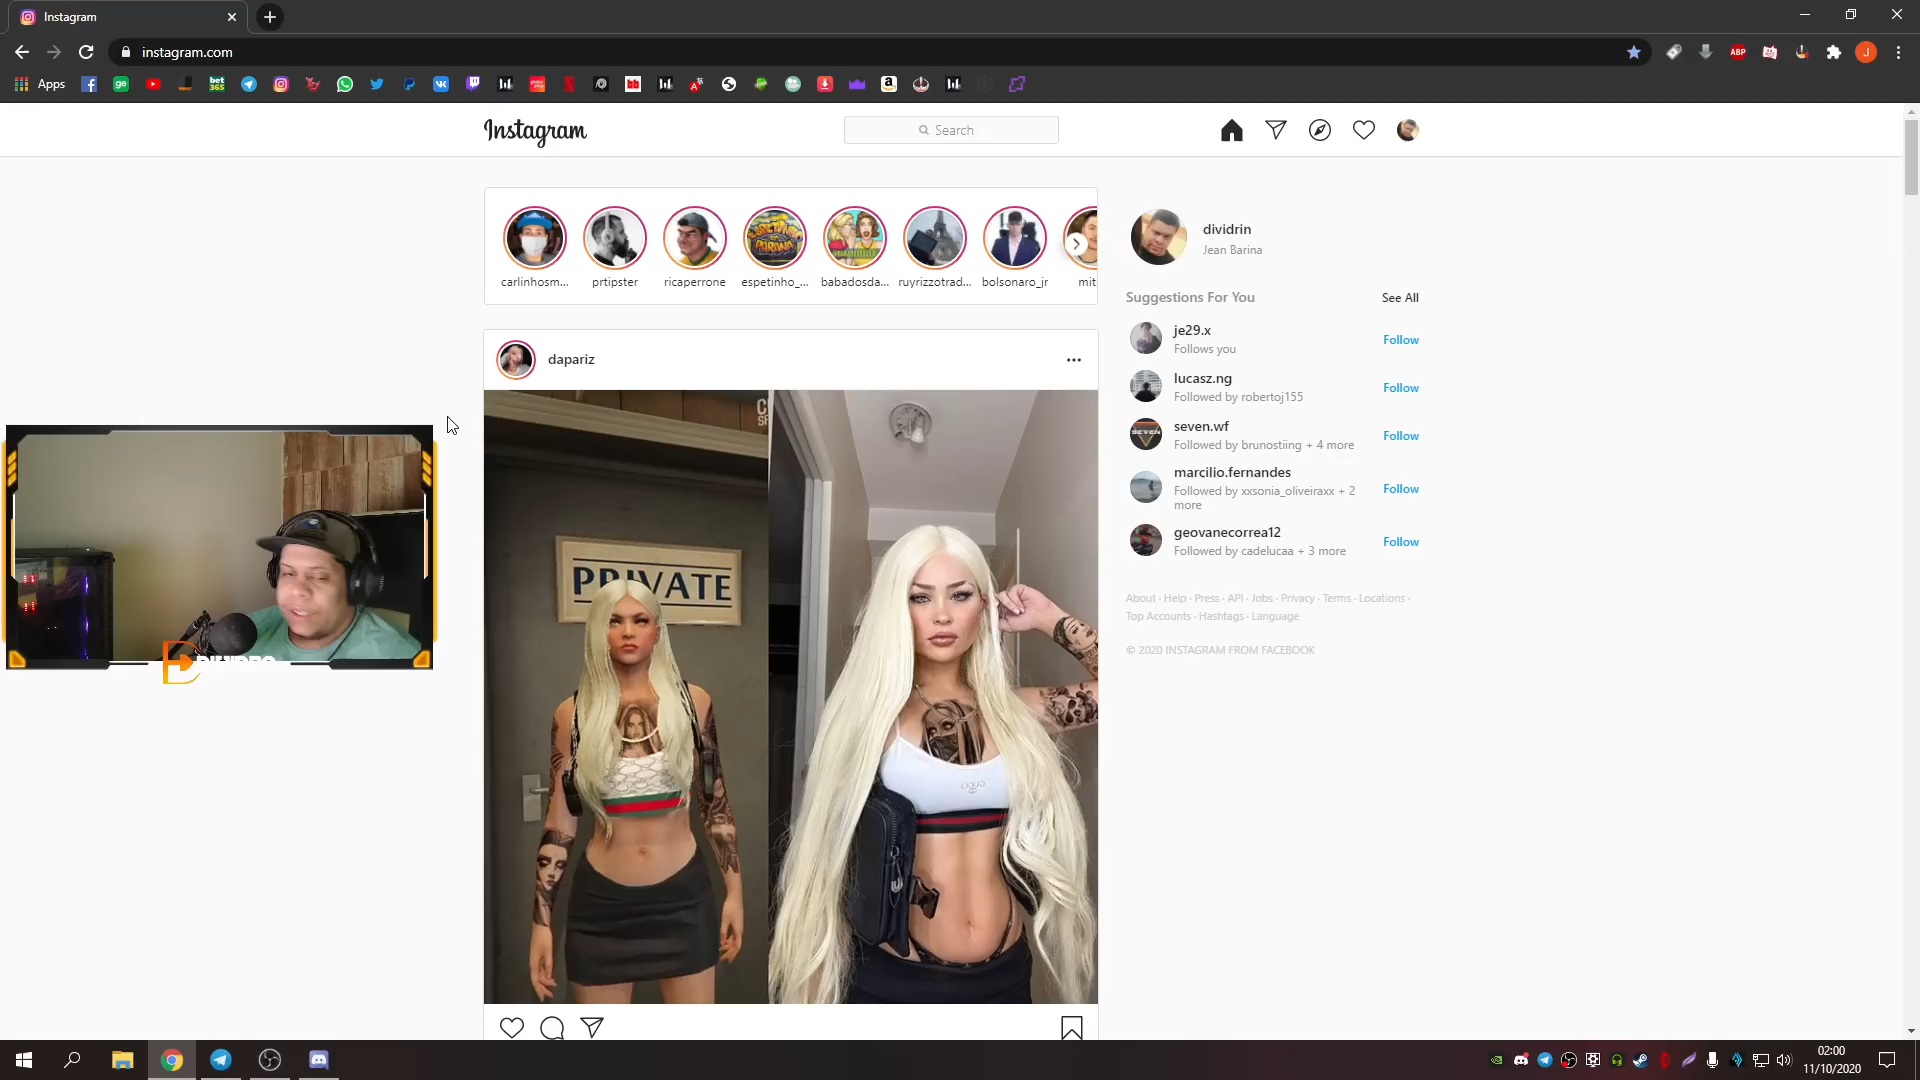 Instagram
instagram.com
Apps
Instagram
Search
carlinhosm...
prtipster
ricaperrone
espetinho_...
babadosda...
ruyrizzotrad...
bolsonaro_jr
mit
dividrin
Jean Barina
Suggestions For You
See All
je29.x
Follows you
Follow
lucasz.ng
Followed by robertoj155
Follow
seven.wf
Followed by brunostiing + 4 more
Follow
marcilio.fernandes
Followed by xxsonia_oliveiraxx + 2
more
Follow
geovanecorrea12
Followed by cadelucaa + 3 more
Follow
About · Help · Press · API · Jobs · Privacy · Terms · Locations ·
Top Accounts · Hashtags · Language
© 2020 INSTAGRAM FROM FACEBOOK
dapariz
PRIVATE
02:00
11/10/2020